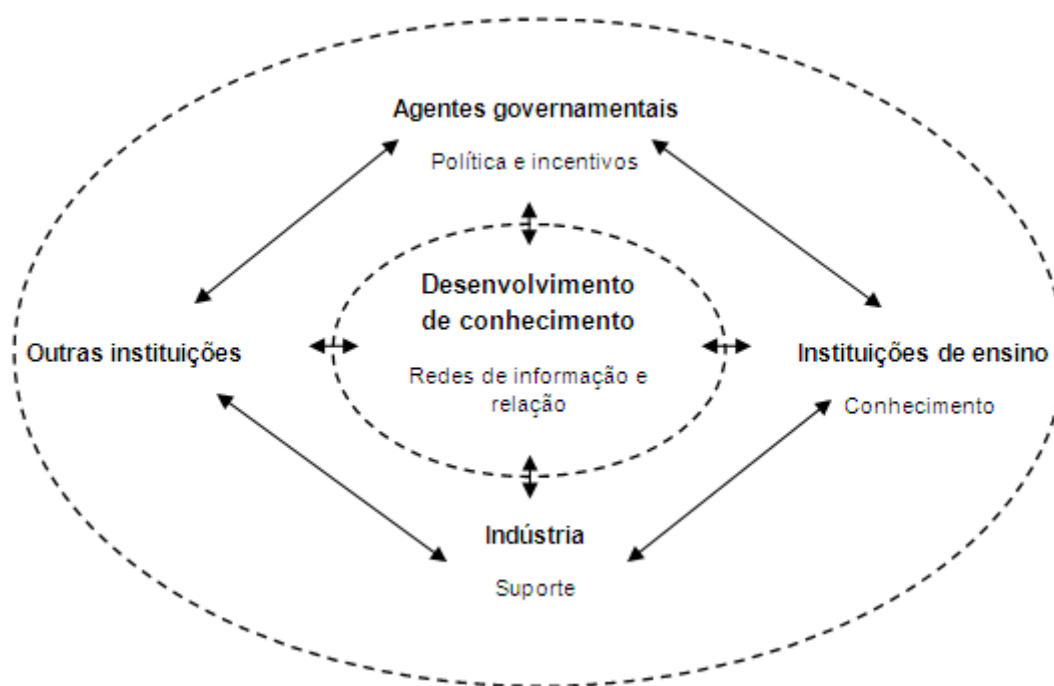 Agentes governamentais
Política e incentivos
Desenvolvimento
de conhecimento
Redes de informação e
relação
Outras instituições
Instituições de ensino
Conhecimento
Indústria
Suporte